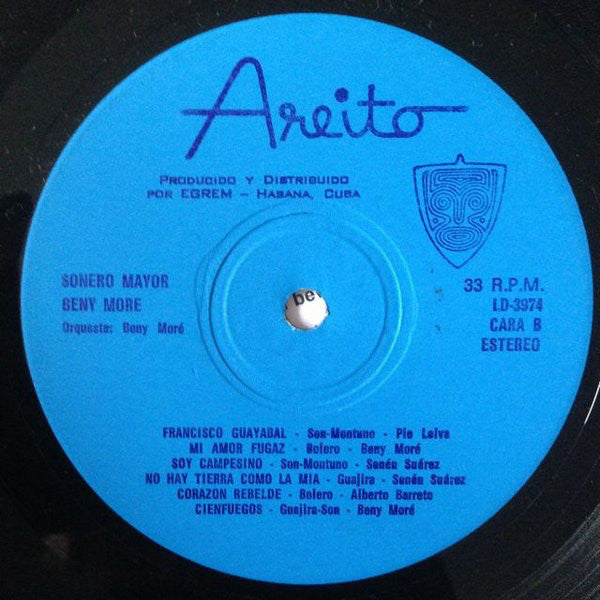 Areito
PRODUCIDO Y DISTRIBUIDO
POR EGREM - HABANA, CUBA
SONERO MAYOR
BENY MORE
Orquesta: Beny Moré
33 R.P.M.
LD-3974
CARA B
ESTEREO
be
FRANCISCO GUAYABAL - Son-Montuno - Pio Leiva
MI AMOR FUGAZ - Bolero - Beny Moré
SOY CAMPESINO - Son-Montuno - Senén Suárez
NO HAY TIERRA COMO LA MIA - Guajira - Senén Suárez
CORAZON REBELDE - Bolero - Alberto Barreto
CIENFUEGOS - Guajira-Son - Beny Moré